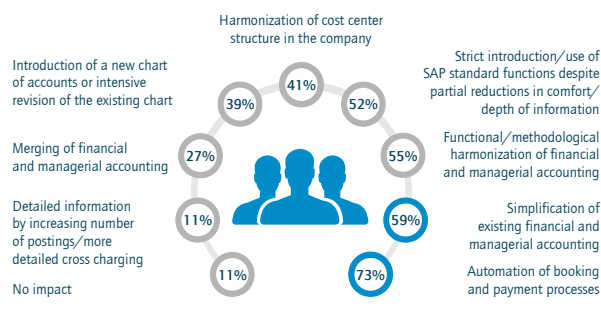 Harmonization of cost center
structure in the company
41%
Introduction of a new chart
of accounts or intensive
revision of the existing chart
39%
Strict introduction/use of
SAP standard functions despite
partial reductions in comfort/
depth of information
52%
Merging of financial
and managerial accounting
27%
Functional/methodological
harmonization of financial
and managerial accounting
55%
Detailed information
by increasing number
of postings/more
detailed cross charging
11%
Simplification of
existing financial and
managerial accounting
59%
No impact
11%
Automation of booking
and payment processes
73%